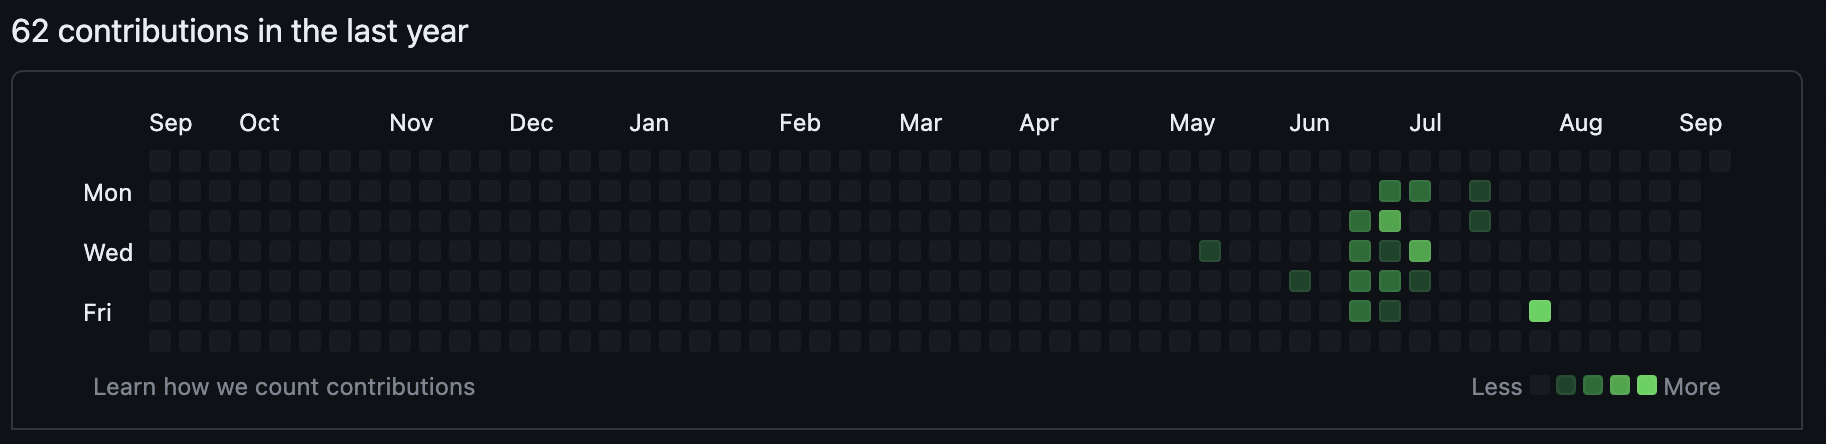 62 contributions in the last year
Sep Oct Nov Dec Jan Feb Mar Apr May Jun Jul Aug Sep
Mon
Wed
Fri
Learn how we count contributions Less More